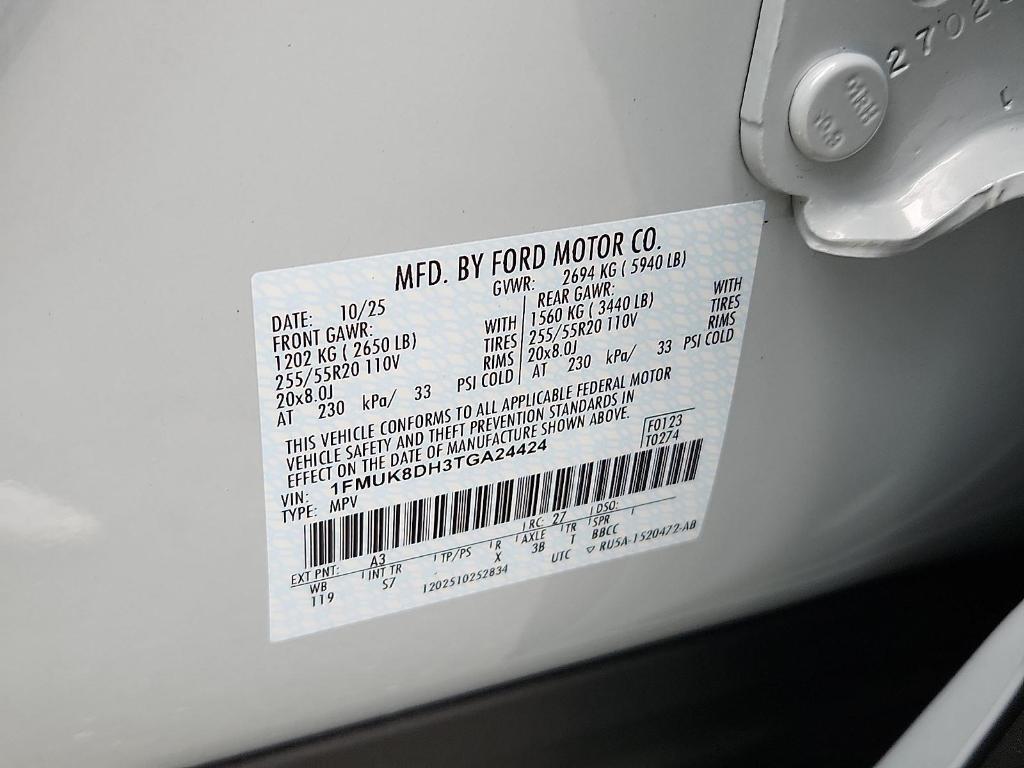 2702
MRH
10.9
MFD. BY FORD MOTOR CO.
DATE: 10/25
GVWR: 2694 KG ( 5940 LB)
FRONT GAWR:
1202 KG ( 2650 LB) WITH
255/55R20 110V TIRES
20x8.0J RIMS
AT 230 kPa/ 33 PSI COLD
REAR GAWR:
1560 KG ( 3440 LB) WITH
255/55R20 110V TIRES
20x8.0J RIMS
AT 230 kPa/ 33 PSI COLD
THIS VEHICLE CONFORMS TO ALL APPLICABLE FEDERAL MOTOR
VEHICLE SAFETY AND THEFT PREVENTION STANDARDS IN
EFFECT ON THE DATE OF MANUFACTURE SHOWN ABOVE.
F0123
T0274
VIN: 1FMUK8DH3TGA24424
TYPE: MPV
EXT PNT: A3 RC: 27 DSO:
WB INT TR TP/PS R AXLE TR SPR
119 S7 X 3B T BBCC
1202510252834 UTC ▽ RU5A-1520472-AB